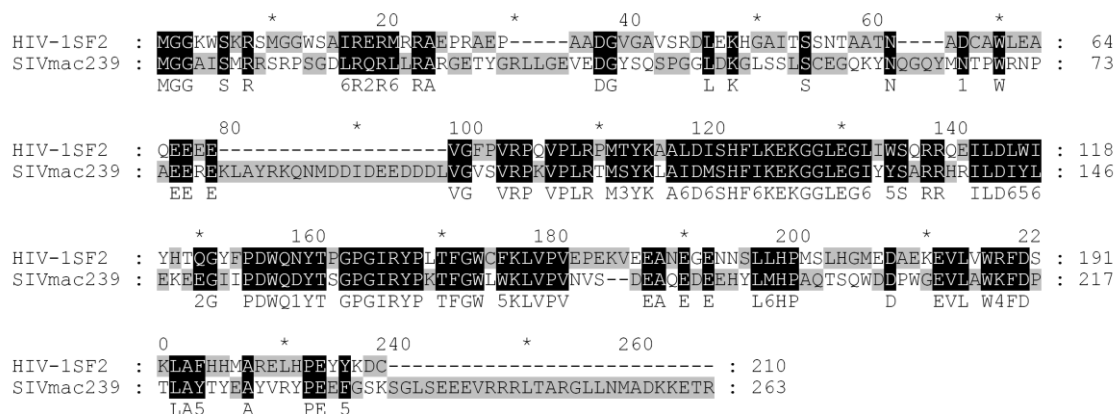 * 20 * 40 * 60 *
HIV-1SF2 : MGGKWSKRSMGGWSAIRERMRRAEPRAEP-----AADGVGAVSRDLEKHGAITSSNTAATN----ADCAWLEA : 64
SIVmac239 : MGGAISMRRSRPSGDLRQRLLRARGETYGRLLGEVEDGYSQSPGGLDKGLSSLSCEGQKYNQGQYMNTPWRNP : 73
MGG S R 6R2R6 RA DG L K S N 1 W
80 * 100 * 120 * 140
HIV-1SF2 : QEEEE-------------------VGFPVRPQVPLRPMTYKAALDISHFLKEKGGLEGLIWSQRRQEILDLWI : 118
SIVmac239 : AEEREKLAYRKQNMDDIDEEDDDLVGVSVRPKVPLRTMSYKLAIDMSHFIKEKGGLEGIYYSARRHRILDIYL : 146
EE E VG VRP VPLR M3YK A6D6SHF6KEKGGLEG6 5S RR ILD656
* 160 * 180 * 200 * 22
HIV-1SF2 : YHTQGYFPDWQNYTPGPGIRYPLTFGWCFKLVPVEPEKVEEANEGENNSLLHPMSLHGMEDAEKEVLVWRFDS : 191
SIVmac239 : EKEEGIIPDWQDYTSGPGIRYPKTFGWLWKLVPVNVS--DEAQEDEEHYLMHPAQTSQWDDPWGEVLAWKFDP : 217
2G PDWQ1YT GPGIRYP TFGW 5KLVPV EA E E L6HP D EVL W4FD
0 * 240 * 260
HIV-1SF2 : KLAFHHMARELHPEYYKDC--------------------------- : 210
SIVmac239 : TLAYTYEAYVRYPEEFGSKSGLSEEEVRRRLTARGLLNMADKKETR : 263
LA5 A PE 5